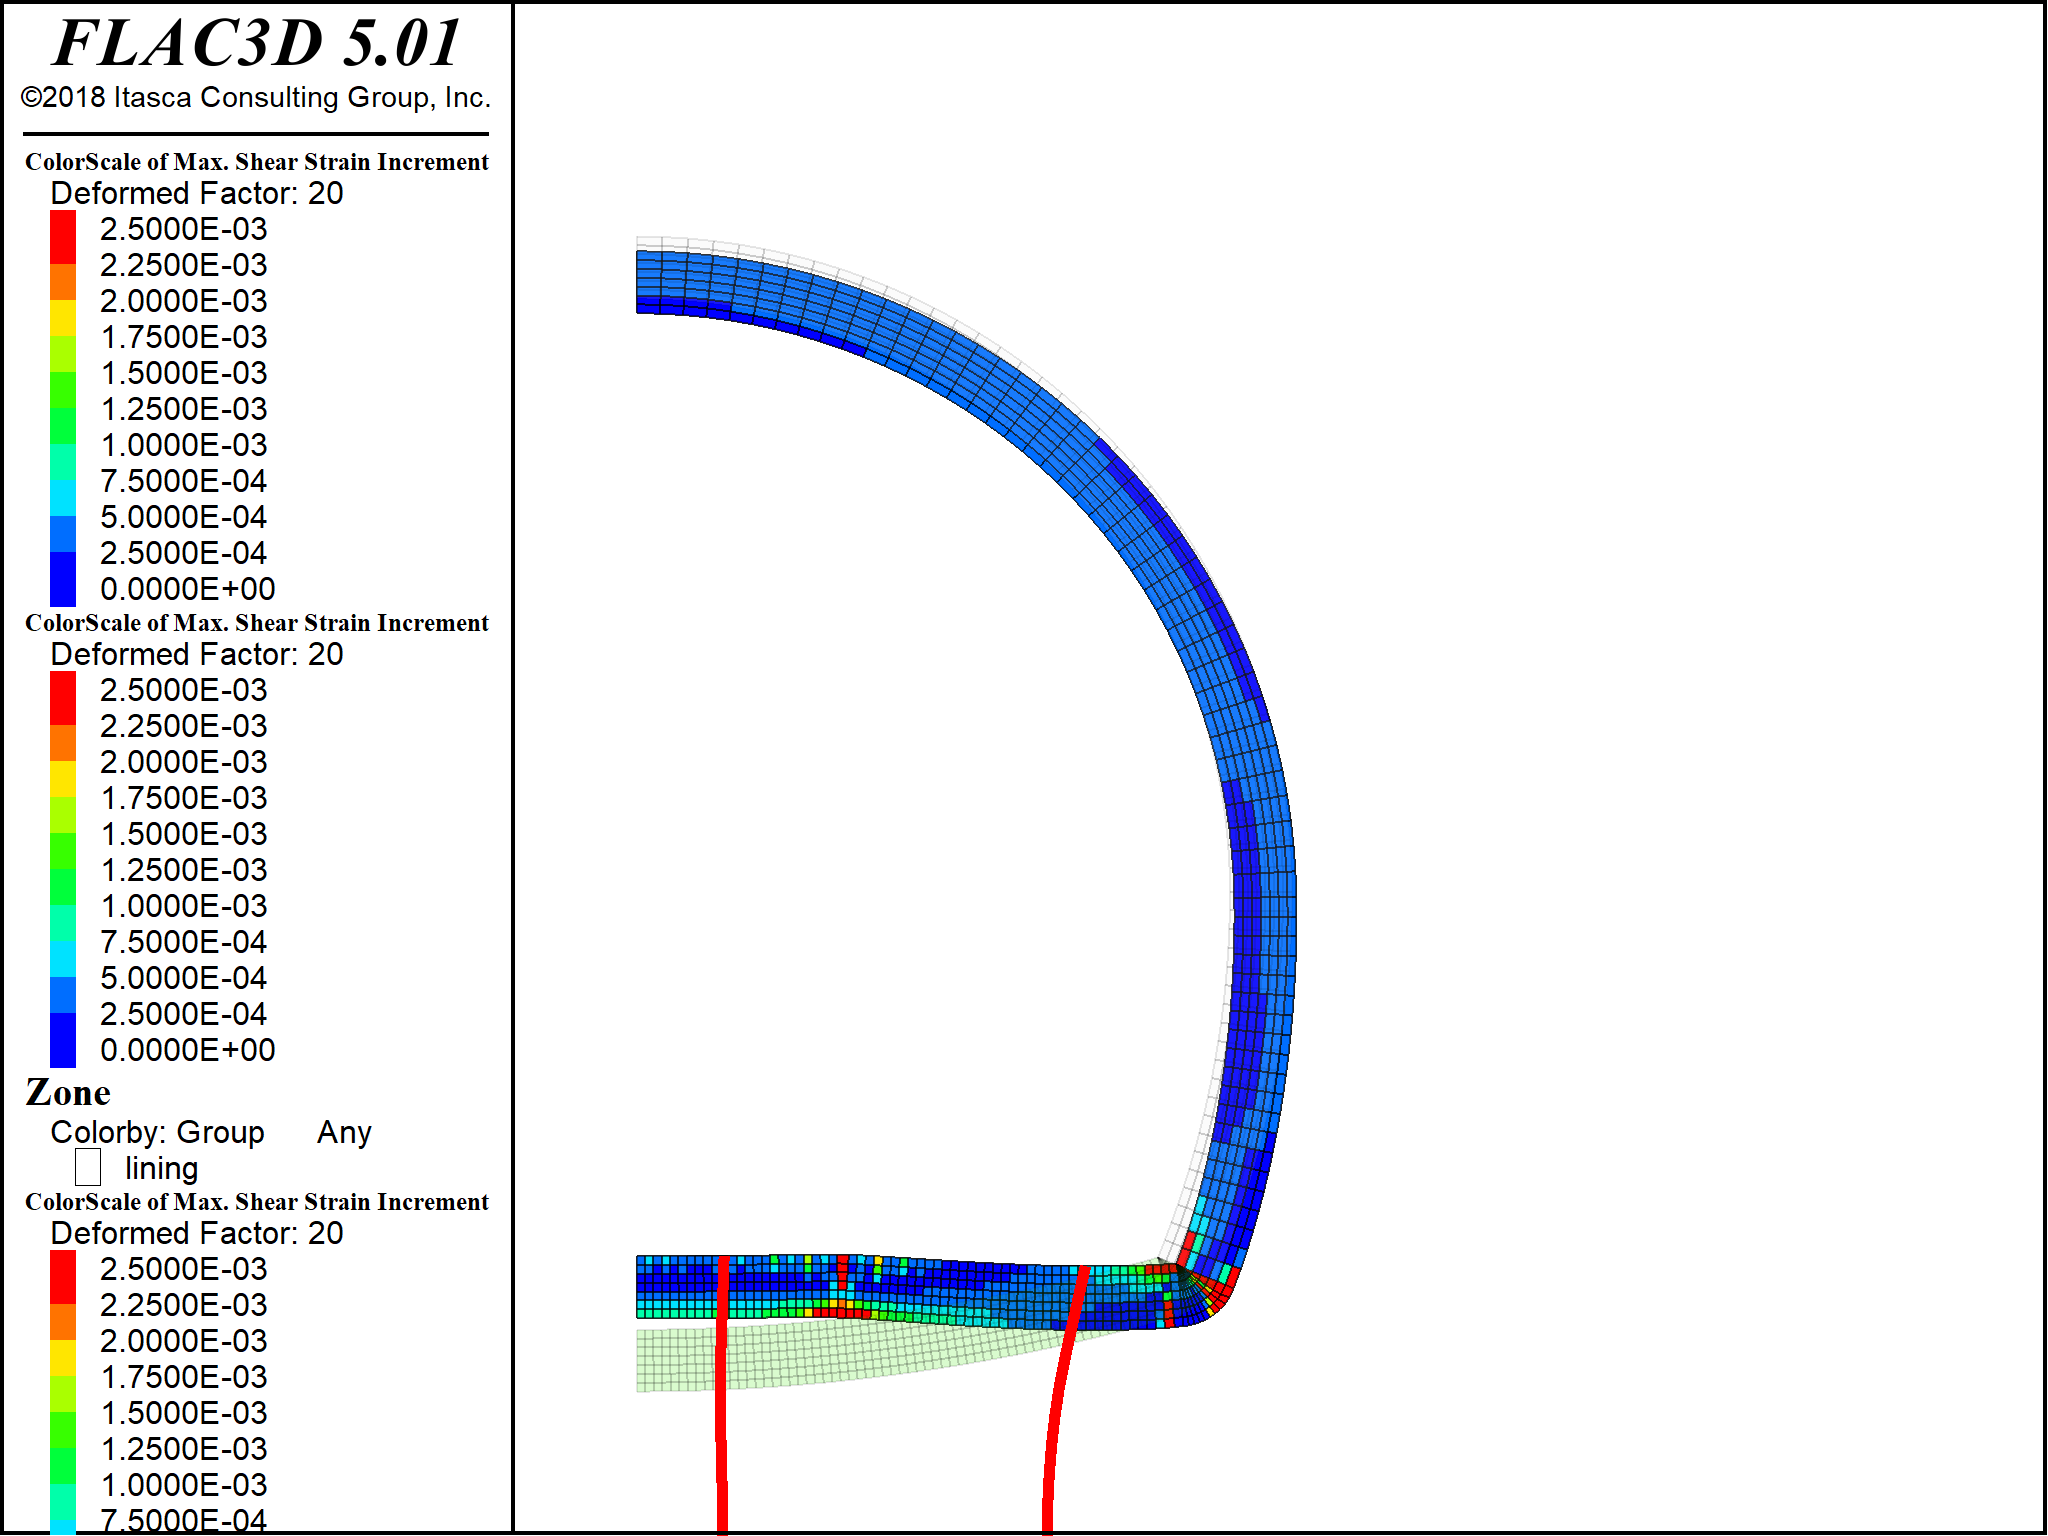 FLAC3D 5.01
©2018 Itasca Consulting Group, Inc.
ColorScale of Max. Shear Strain Increment
Deformed Factor: 20
2.5000E-03
2.2500E-03
2.0000E-03
1.7500E-03
1.5000E-03
1.2500E-03
1.0000E-03
7.5000E-04
5.0000E-04
2.5000E-04
0.0000E+00
ColorScale of Max. Shear Strain Increment
Deformed Factor: 20
2.5000E-03
2.2500E-03
2.0000E-03
1.7500E-03
1.5000E-03
1.2500E-03
1.0000E-03
7.5000E-04
5.0000E-04
2.5000E-04
0.0000E+00
Zone
Colorby: Group Any
lining
ColorScale of Max. Shear Strain Increment
Deformed Factor: 20
2.5000E-03
2.2500E-03
2.0000E-03
1.7500E-03
1.5000E-03
1.2500E-03
1.0000E-03
7.5000E-04